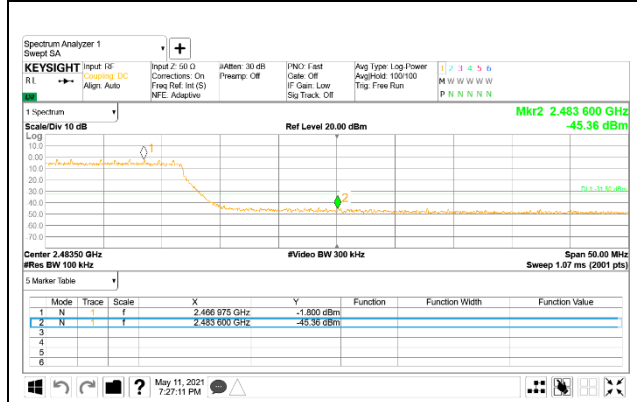 Spectrum Analyzer 1
Swept SA
+
KEYSIGHT Input: RF Input Z: 50 Ω #Atten: 30 dB PNO: Fast Avg Type: Log-Power 1 2 3 4 5 6
RL Coupling: DC Corrections: On Preamp: Off Gate: Off Avg|Hold: 100/100 M W W W W W
Align: Auto Freq Ref: Int (S) IF Gain: Low Trig: Free Run
NFE: Adaptive Sig Track: Off P N N N N N
1 Spectrum Mkr2 2.483 600 GHz
Scale/Div 10 dB Ref Level 20.00 dBm -45.36 dBm
Log
10.0
1
0.00
10.0
20.0
30.0
2
40.0
50.0
60.0
70.0
Center 2.48350 GHz #Video BW 300 kHz Span 50.00 MHz
#Res BW 100 kHz Sweep 1.07 ms (2001 pts)
5 Marker Table
Mode Trace Scale X Y Function Function Width Function Value
1 N 1 f 2.466 975 GHz -1.800 dBm
2 N 1 f 2.483 600 GHz -45.36 dBm
3
4
5
6
? May 11, 2021
7:27:11 PM